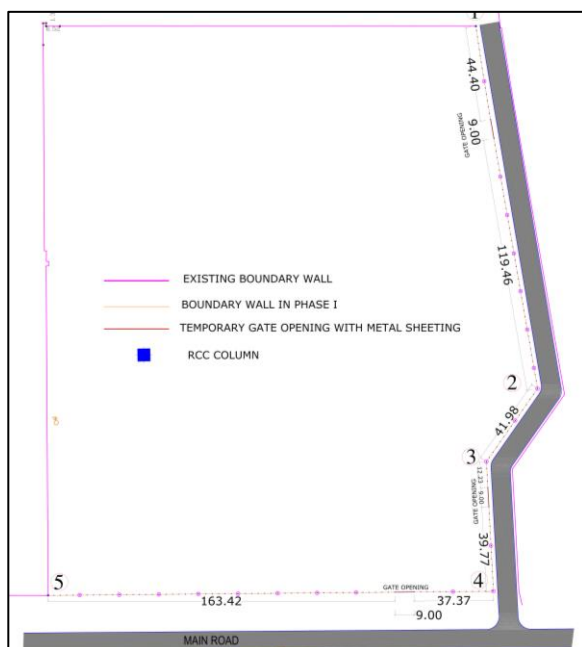 1
44.40
9.00
GATE OPENING
119.46
EXISTING BOUNDARY WALL
BOUNDARY WALL IN PHASE I
TEMPORARY GATE OPENING WITH METAL SHEETING
RCC COLUMN
2
41.98
3
12.23
9.00
GATE OPENING
39.77
5
GATE OPENING
4
163.42
37.37
9.00
MAIN ROAD